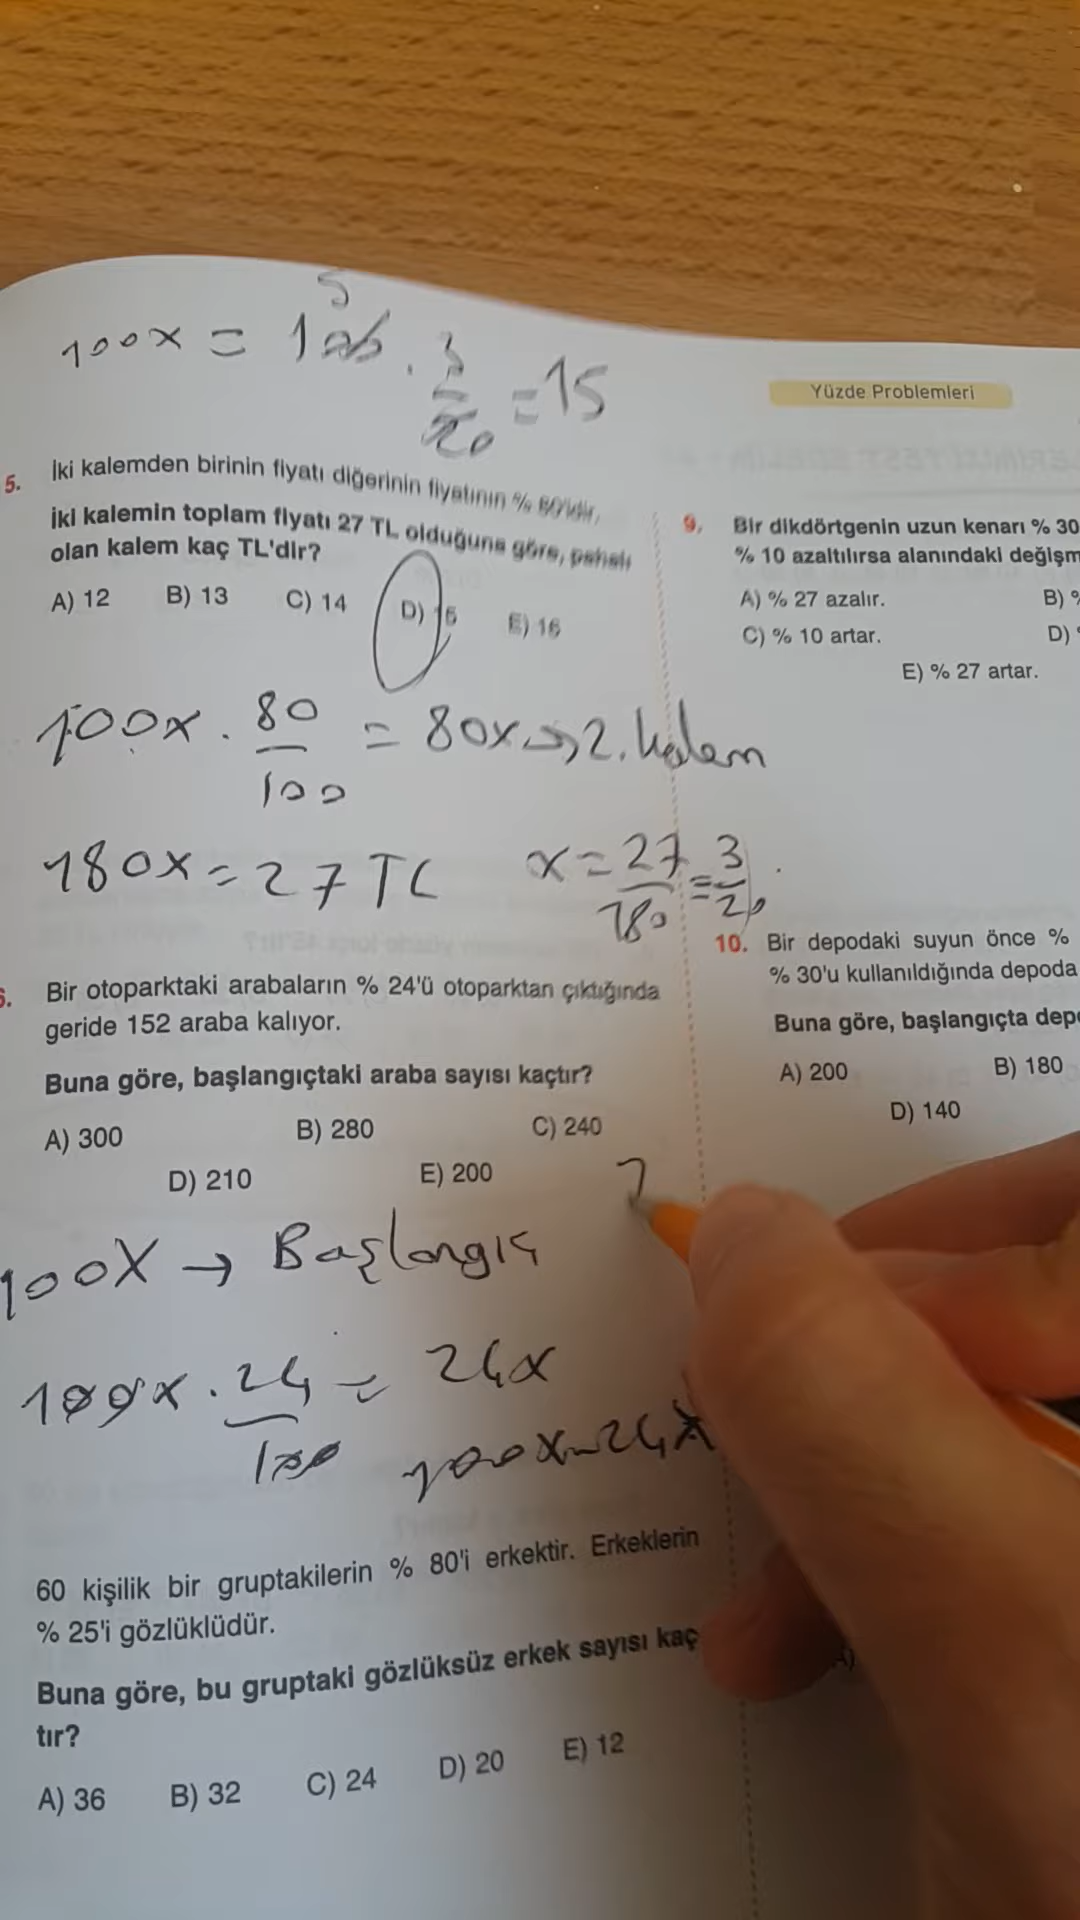 100x = 100 . 3/20 = 15
5
Yüzde Problemleri
5. İki kalemden birinin fiyatı diğerinin fiyatının % 80'idir.
İki kalemin toplam fiyatı 27 TL olduğuna göre, pahalı
olan kalem kaç TL'dir?
A) 12 B) 13 C) 14 D) 15 E) 16
100x . 80/100 = 80x → 2. kalem
180x = 27 TL x = 27/180 = 3/20
6. Bir otoparktaki arabaların % 24'ü otoparktan çıktığında
geride 152 araba kalıyor.
Buna göre, başlangıçtaki araba sayısı kaçtır?
A) 300 B) 280 C) 240
D) 210 E) 200
100X → Başlangıç
100x . 24/100 = 24x
100x - 24x
60 kişilik bir gruptakilerin % 80'i erkektir. Erkeklerin
% 25'i gözlüklüdür.
Buna göre, bu gruptaki gözlüksüz erkek sayısı kaç
tır?
A) 36 B) 32 C) 24 D) 20 E) 12
9. Bir dikdörtgenin uzun kenarı % 30
% 10 azaltılırsa alanındaki değişm
A) % 27 azalır. B) %
C) % 10 artar. D)
E) % 27 artar.
10. Bir depodaki suyun önce %
% 30'u kullanıldığında depoda
Buna göre, başlangıçta dep
A) 200 B) 180
D) 140
A)